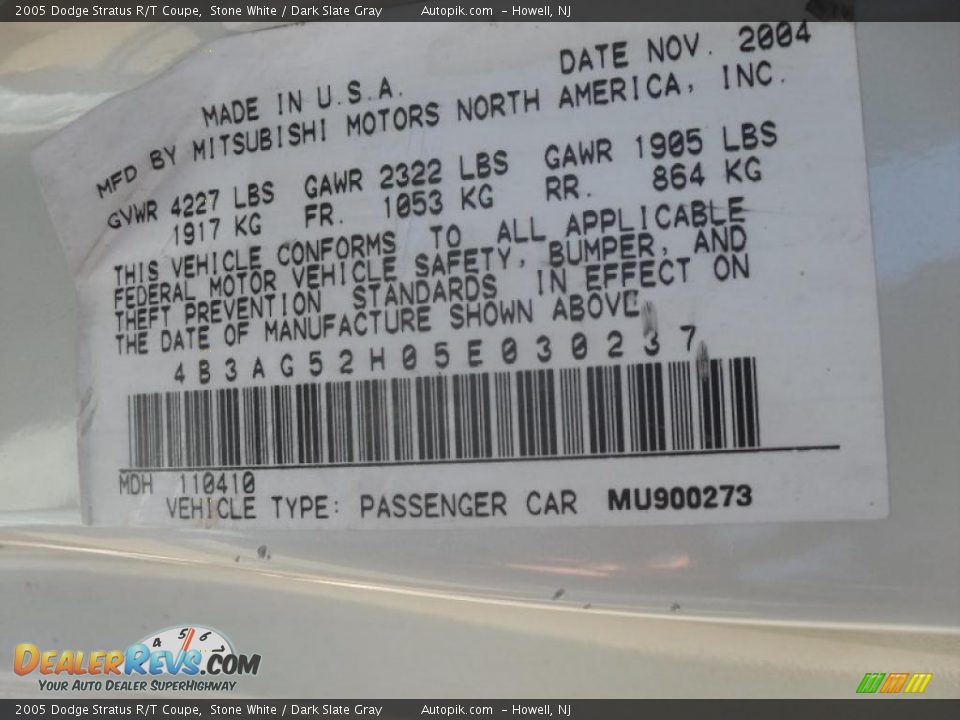 2005 Dodge Stratus R/T Coupe, Stone White / Dark Slate Gray Autopik.com - Howell, NJ
DATE NOV. 2004
MADE IN U.S.A.
MFD BY MITSUBISHI MOTORS NORTH AMERICA, INC.
GVWR 4227 LBS GAWR 2322 LBS GAWR 1905 LBS
1917 KG FR. 1053 KG RR. 864 KG
THIS VEHICLE CONFORMS TO ALL APPLICABLE
FEDERAL MOTOR VEHICLE SAFETY, BUMPER, AND
THEFT PREVENTION STANDARDS IN EFFECT ON
THE DATE OF MANUFACTURE SHOWN ABOVE
4B3AG52H05E030237
MDH 110410
VEHICLE TYPE: PASSENGER CAR MU900273
4 5 6
DEALERREVS.COM
YOUR AUTO DEALER SUPERHIGHWAY
2005 Dodge Stratus R/T Coupe, Stone White / Dark Slate Gray Autopik.com - Howell, NJ